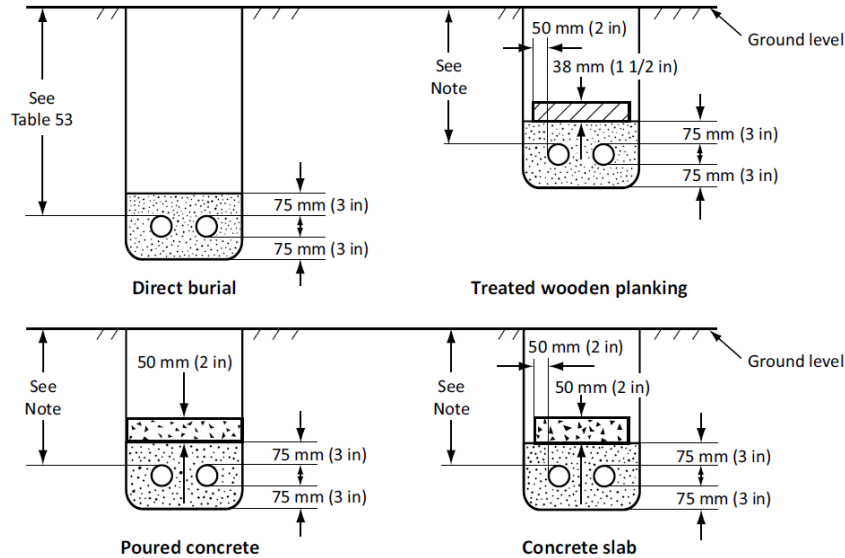 See
Table 53
75 mm (3 in)
75 mm (3 in)
Direct burial
50 mm (2 in)
Ground level
See
Note
38 mm (1 1/2 in)
75 mm (3 in)
75 mm (3 in)
Treated wooden planking
See
Note
50 mm (2 in)
75 mm (3 in)
75 mm (3 in)
Poured concrete
50 mm (2 in)
Ground level
See
Note
50 mm (2 in)
75 mm (3 in)
75 mm (3 in)
Concrete slab